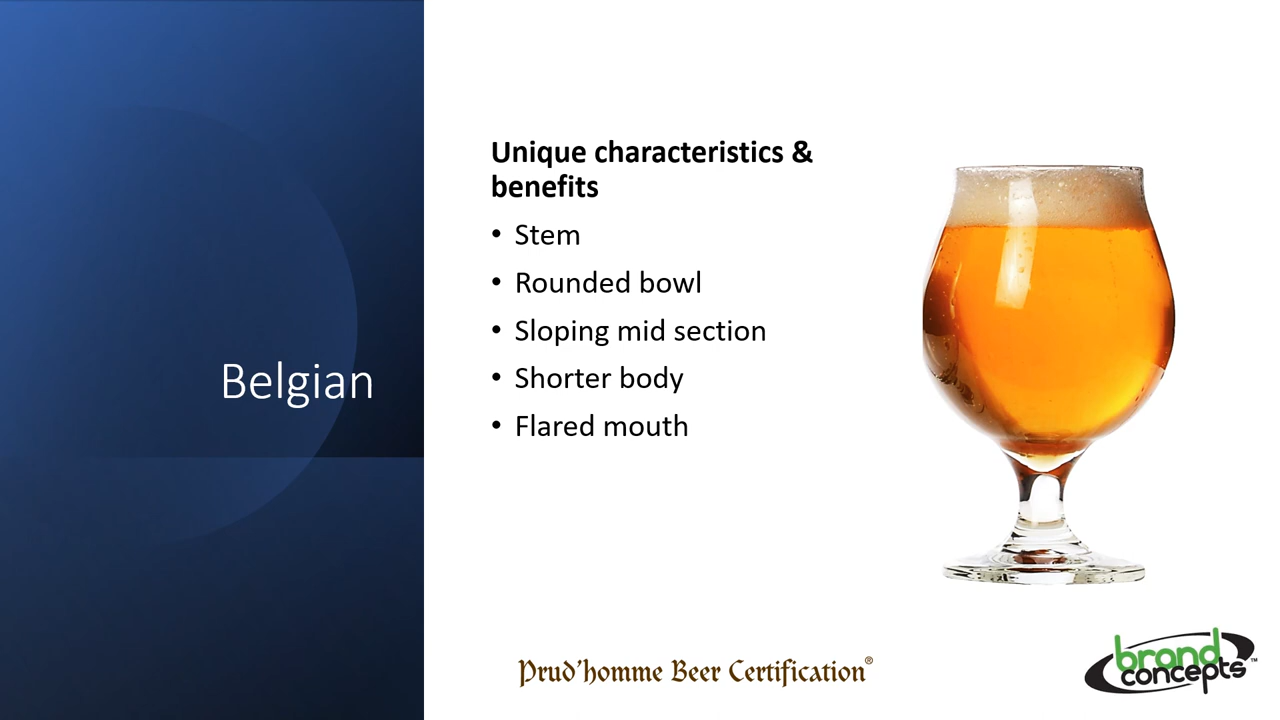 Belgian
Unique characteristics &
benefits
• Stem
• Rounded bowl
• Sloping mid section
• Shorter body
• Flared mouth
Prud'homme Beer Certification®
brand
concepts™